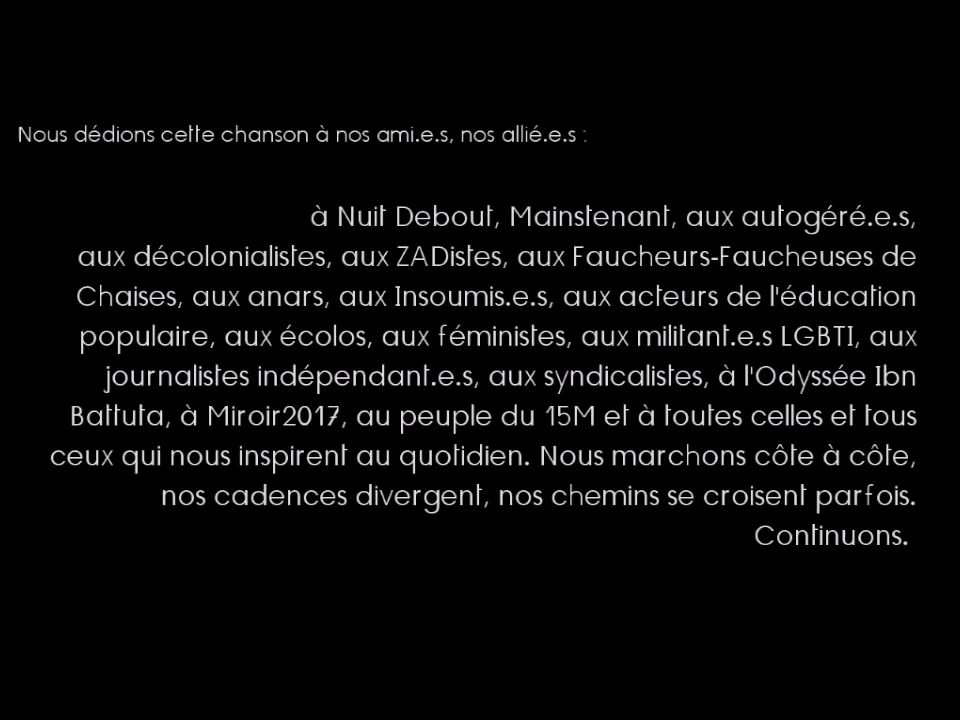 Nous dédions cette chanson à nos ami.e.s, nos allié.e.s :
à Nuit Debout, Mainstenant, aux autogéré.e.s,
aux décolonialistes, aux ZADistes, aux Faucheurs-Faucheuses de
Chaises, aux anars, aux Insoumis.e.s, aux acteurs de l'éducation
populaire, aux écolos, aux féministes, aux militant.e.s LGBTI, aux
journalistes indépendant.e.s, aux syndicalistes, à l'Odyssée Ibn
Battuta, à Miroir2017, au peuple du 15M et à toutes celles et tous
ceux qui nous inspirent au quotidien. Nous marchons côte à côte,
nos cadences divergent, nos chemins se croisent parfois.
Continuons.